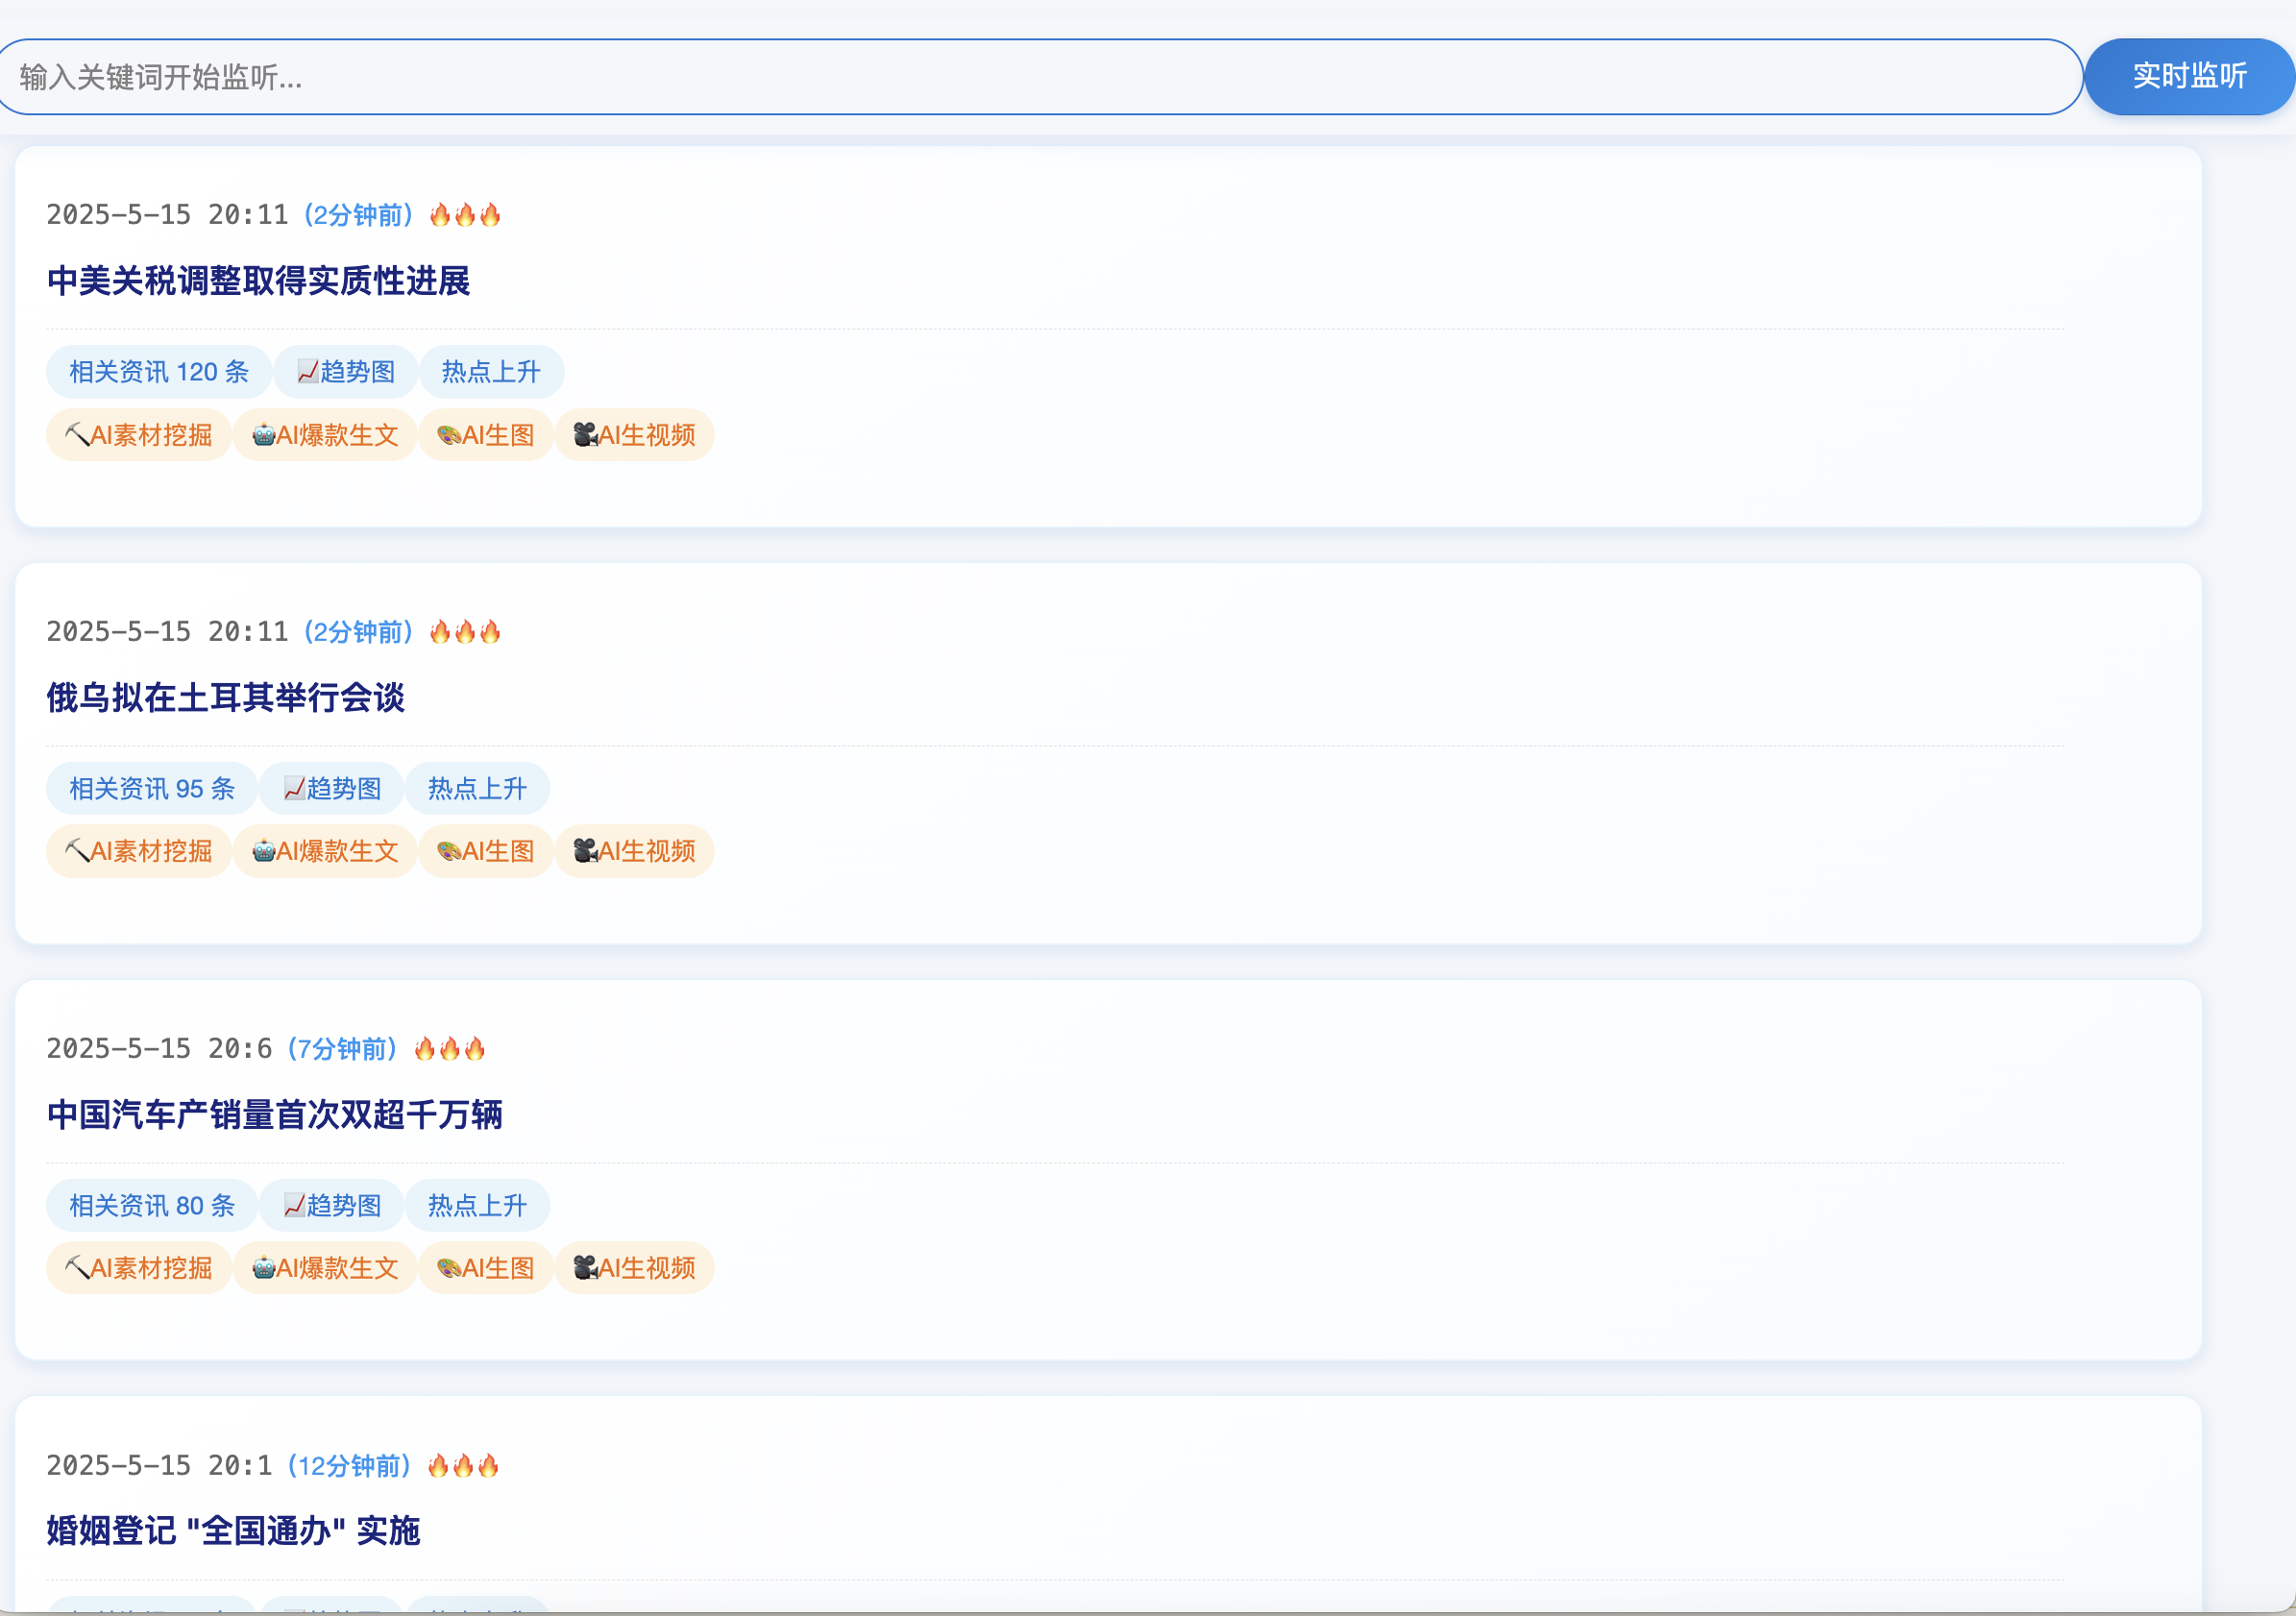 输入关键词开始监听...
实时监听
2025-5-15 20:11 (2分钟前) 🔥🔥🔥
中美关税调整取得实质性进展
相关资讯 120 条 📈趋势图 热点上升
⛏AI素材挖掘 🤖AI爆款生文 🎨AI生图 🎥AI生视频
2025-5-15 20:11 (2分钟前) 🔥🔥🔥
俄乌拟在土耳其举行会谈
相关资讯 95 条 📈趋势图 热点上升
⛏AI素材挖掘 🤖AI爆款生文 🎨AI生图 🎥AI生视频
2025-5-15 20:6 (7分钟前) 🔥🔥🔥
中国汽车产销量首次双超千万辆
相关资讯 80 条 📈趋势图 热点上升
⛏AI素材挖掘 🤖AI爆款生文 🎨AI生图 🎥AI生视频
2025-5-15 20:1 (12分钟前) 🔥🔥🔥
婚姻登记 "全国通办" 实施